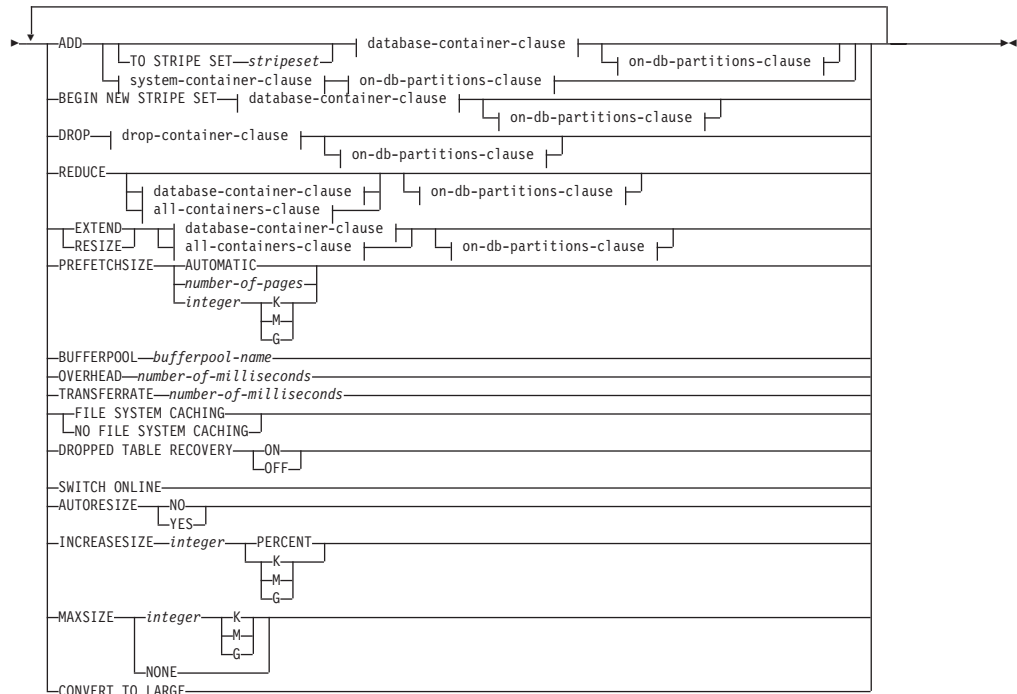 ADD database-container-clause
TO STRIPE SET stripeset on-db-partitions-clause
system-container-clause on-db-partitions-clause
BEGIN NEW STRIPE SET database-container-clause
on-db-partitions-clause
DROP drop-container-clause
on-db-partitions-clause
REDUCE
database-container-clause on-db-partitions-clause
all-containers-clause
EXTEND database-container-clause
RESIZE all-containers-clause on-db-partitions-clause
PREFETCHSIZE AUTOMATIC
number-of-pages
integer K
M
G
BUFFERPOOL bufferpool-name
OVERHEAD number-of-milliseconds
TRANSFERRATE number-of-milliseconds
FILE SYSTEM CACHING
NO FILE SYSTEM CACHING
DROPPED TABLE RECOVERY ON
OFF
SWITCH ONLINE
AUTORESIZE NO
YES
INCREASESIZE integer PERCENT
K
M
G
MAXSIZE integer K
M
G
NONE
CONVERT TO LARGE